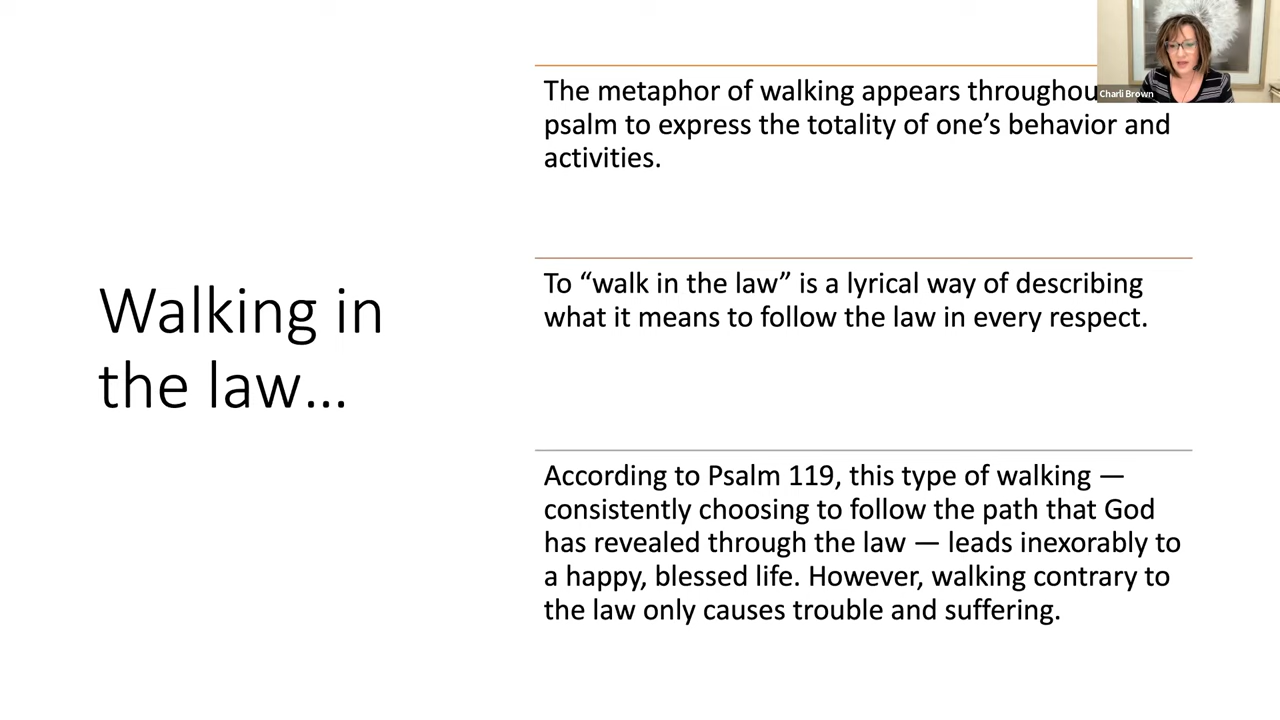 Walking in
the law...
The metaphor of walking appears
psalm to express the totality of one’s behavior and
activities.
To “walk in the law” is a lyrical way of describing
what it means to follow the law in every respect.
According to Psalm 119, this type of walking —
consistently choosing to follow the path that God
has revealed through the law — leads inexorably to
a happy, blessed life. However, walking contrary to
the law only causes trouble and suffering.
Charli Brown